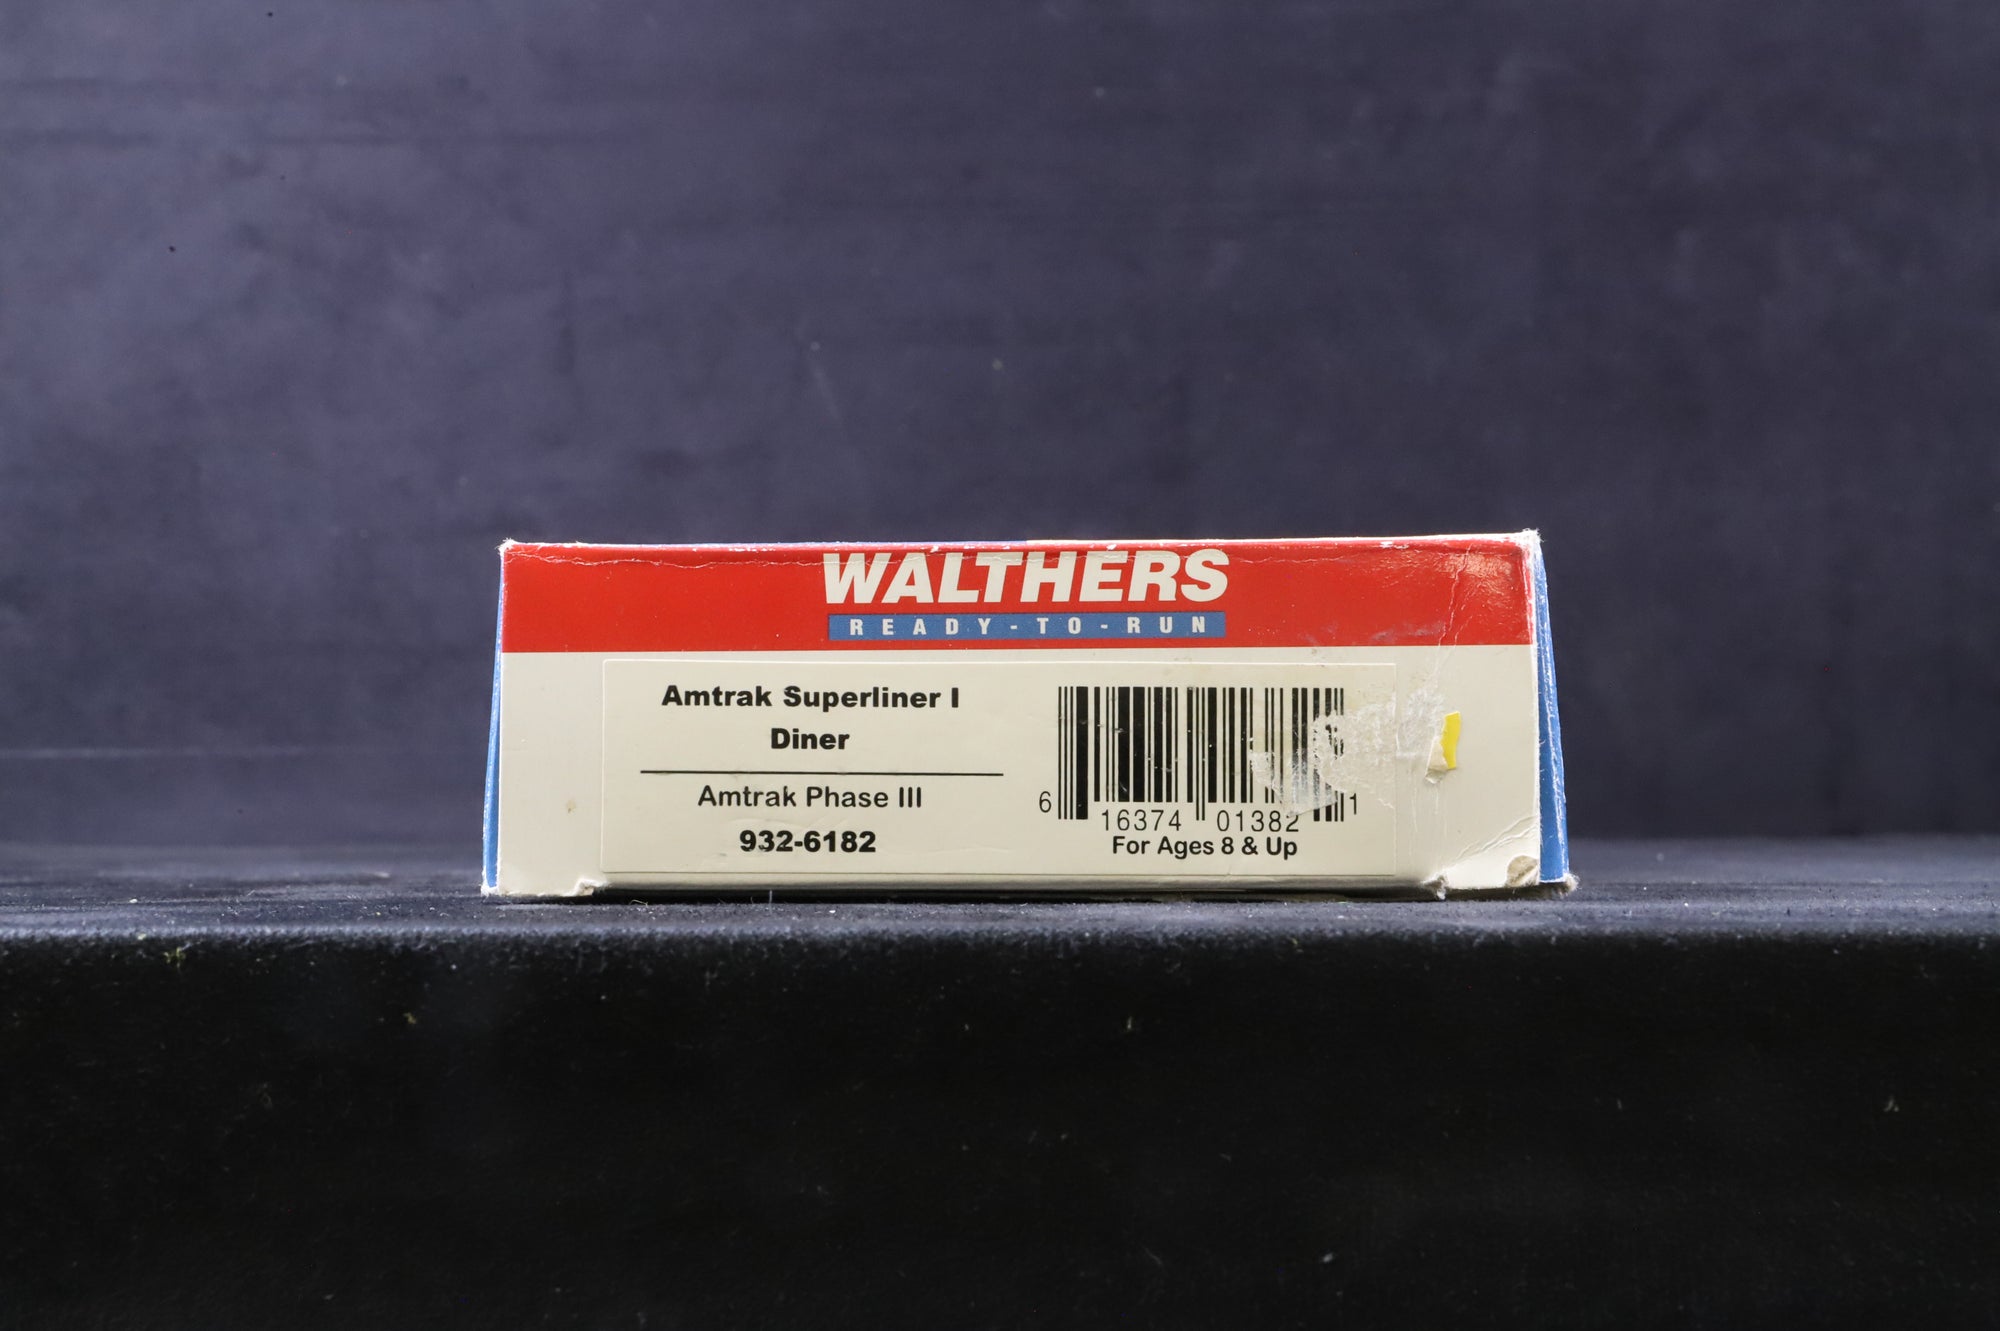 WALTHERS
READY-TO-RUN
Amtrak Superliner I
Diner
Amtrak Phase III
932-6182
6 16374 01382 1
For Ages 8 & Up